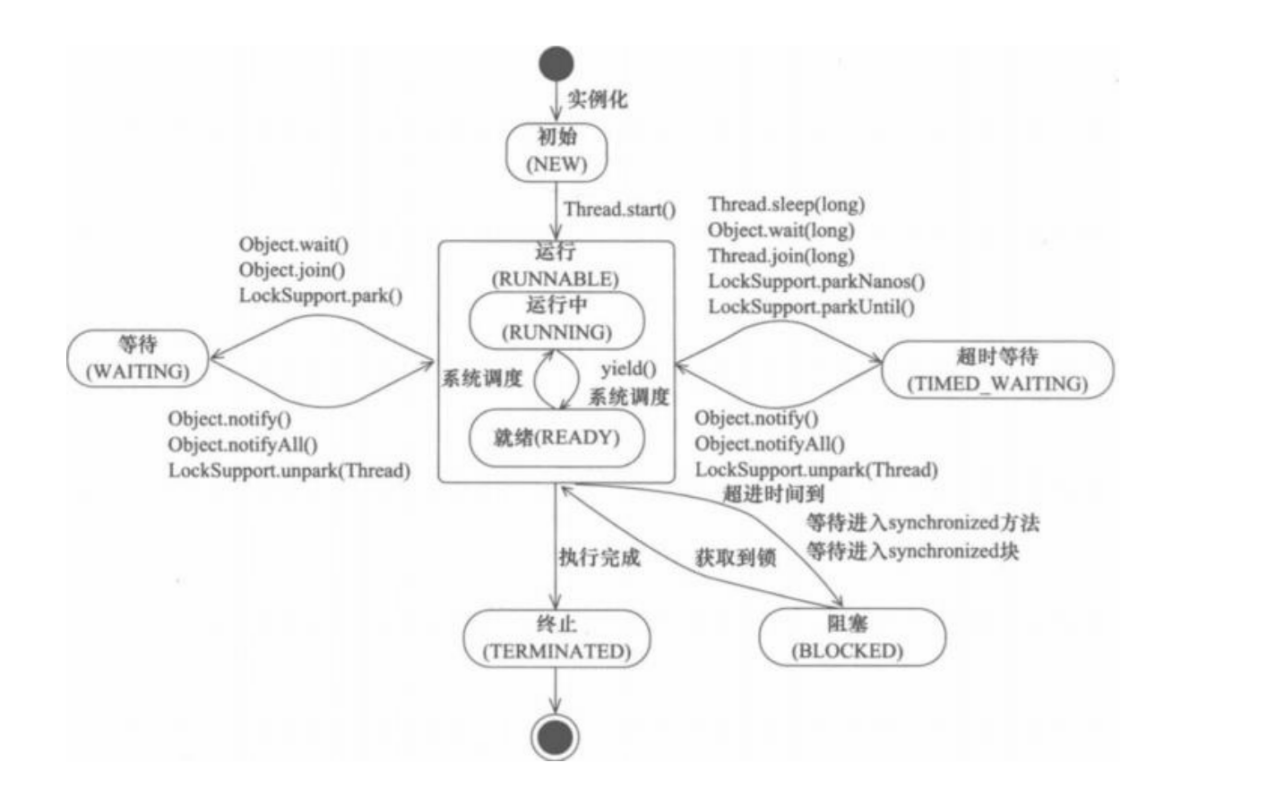 实例化
初始
(NEW)
Thread.start()
Object.wait()
Object.join()
LockSupport.park()
Thread.sleep(long)
Object.wait(long)
Thread.join(long)
LockSupport.parkNanos()
LockSupport.parkUntil()
运行
(RUNNABLE)
运行中
(RUNNING)
系统调度
yield()
系统调度
就绪(READY)
等待
(WAITING)
超时等待
(TIMED_WAITING)
Object.notify()
Object.notifyAll()
LockSupport.unpark(Thread)
Object.notify()
Object.notifyAll()
LockSupport.unpark(Thread)
超进时间到
等待进入synchronized方法
等待进入synchronized块
执行完成
获取到锁
终止
(TERMINATED)
阻塞
(BLOCKED)